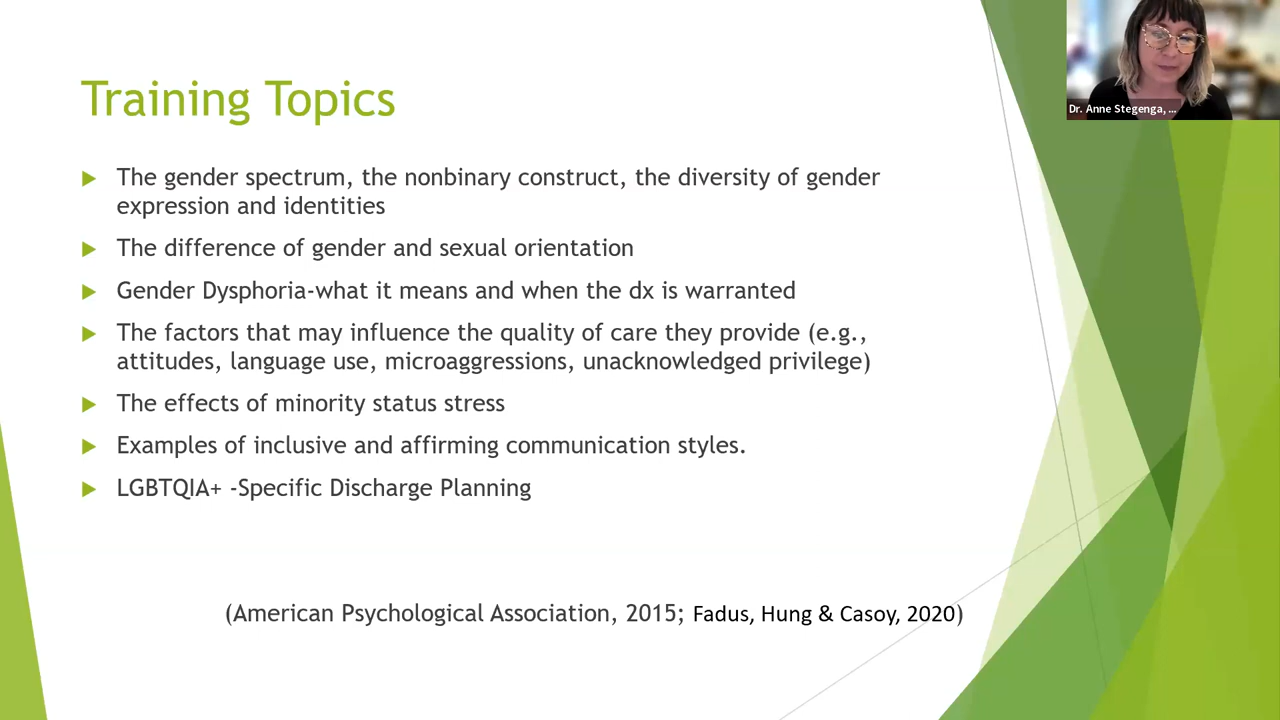 Training Topics
The gender spectrum, the nonbinary construct, the diversity of gender
expression and identities
The difference of gender and sexual orientation
Gender Dysphoria-what it means and when the dx is warranted
The factors that may influence the quality of care they provide (e.g.,
attitudes, language use, microaggressions, unacknowledged privilege)
The effects of minority status stress
Examples of inclusive and affirming communication styles.
LGBTQIA+ -Specific Discharge Planning
(American Psychological Association, 2015; Fadus, Hung & Casoy, 2020)
Dr. Anne Stegenga, ...